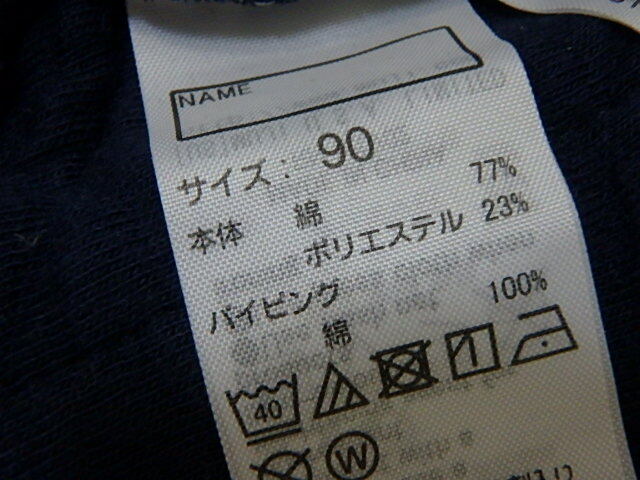 NAME
サイズ: 90
本体 綿 77%
ポリエステル 23%
パイピング
綿 100%
40
W